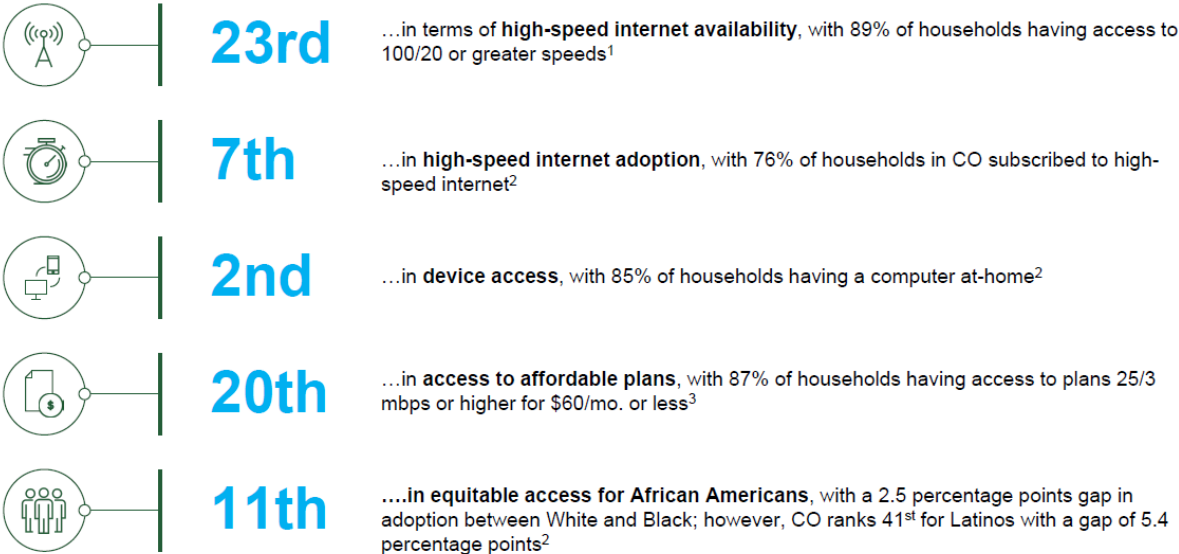 23rd
…in terms of high-speed internet availability, with 89% of households having access to
100/20 or greater speeds¹
7th
…in high-speed internet adoption, with 76% of households in CO subscribed to high-
speed internet²
2nd
…in device access, with 85% of households having a computer at-home²
20th
…in access to affordable plans, with 87% of households having access to plans 25/3
mbps or higher for $60/mo. or less³
$
11th
….in equitable access for African Americans, with a 2.5 percentage points gap in
adoption between White and Black; however, CO ranks 41st for Latinos with a gap of 5.4
percentage points²